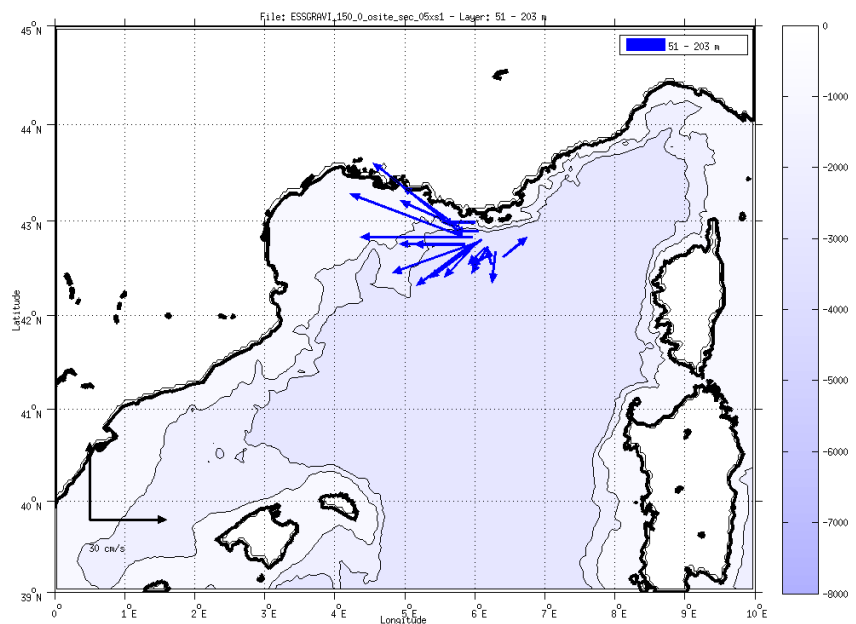 File: ESSGRAVI_150_0_osite_sec_05xs1 - Layer: 51 - 203 m
51 - 203 m
45°N
44°N
43°N
42°N
41°N
40°N
39°N
Latitude
30 cm/s
0°
1°E
2°E
3°E
4°E
5°E
6°E
7°E
8°E
9°E
10°E
Longitude
0
-1000
-2000
-3000
-4000
-5000
-6000
-7000
-8000